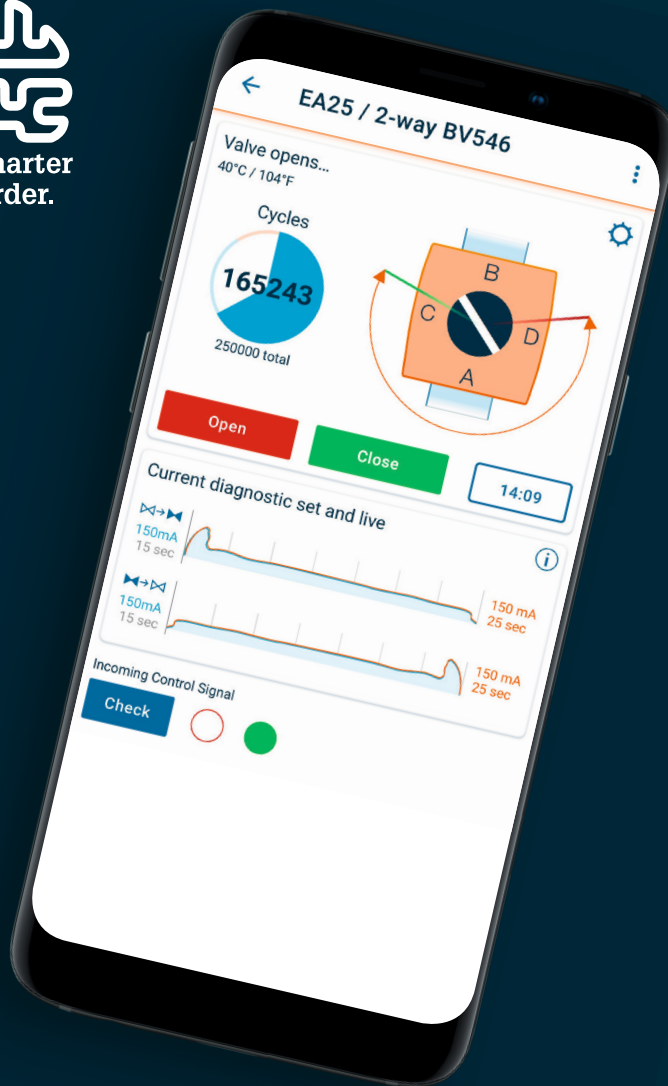 EA25 / 2-way BV546
Valve opens...
40°C / 104°F
Cycles
165243
250000 total
B
C
D
A
Open
Close
14:09
Current diagnostic set and live
150mA
15 sec
150 mA
25 sec
150mA
15 sec
150 mA
25 sec
Incoming Control Signal
Check